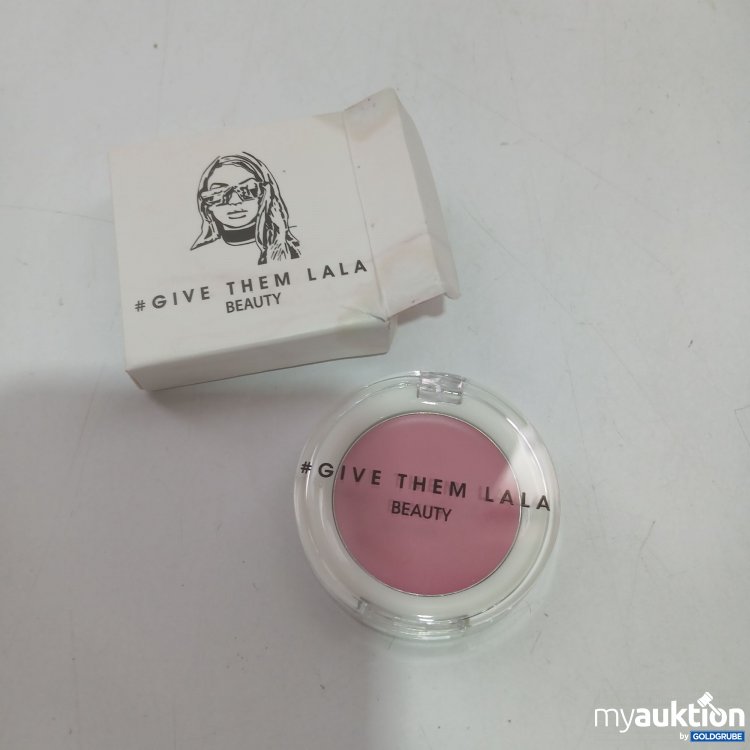 #GIVE THEM LALA
BEAUTY
#GIVE THEM LALA
BEAUTY
myauktion
by GOLDGRUBE